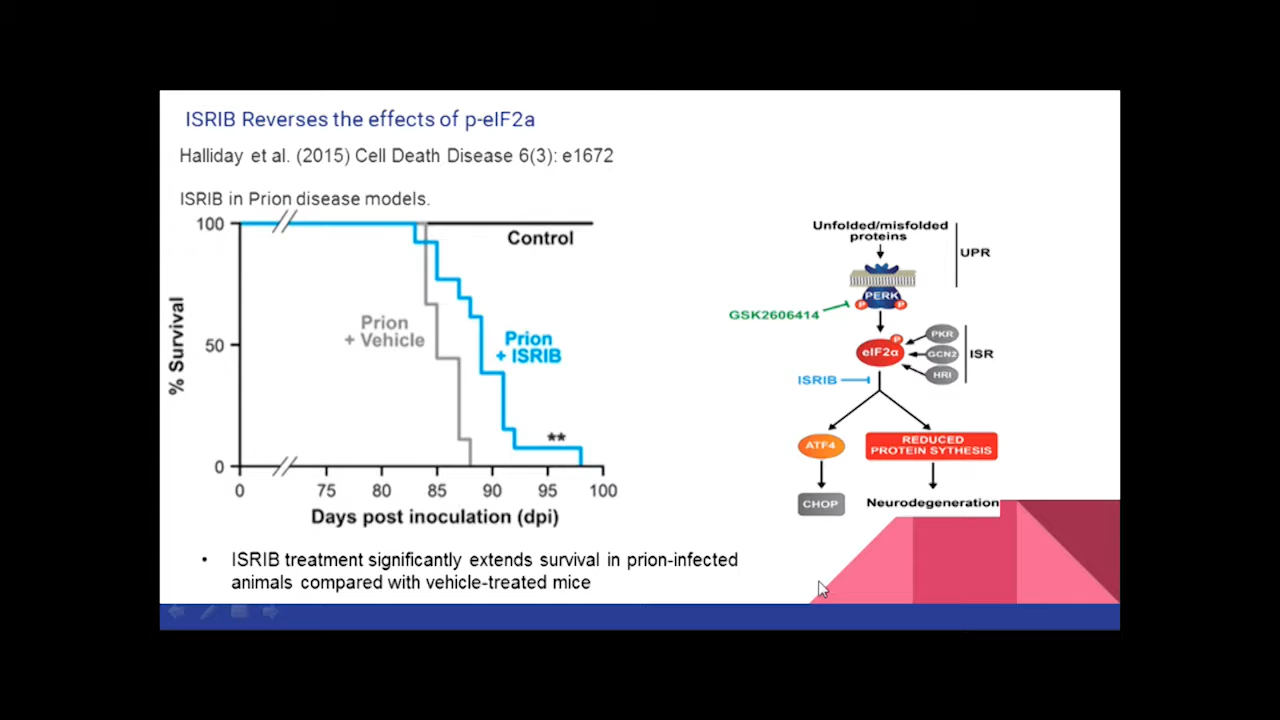 ISRIB Reverses the effects of p-eIF2a
Halliday et al. (2015) Cell Death Disease 6(3): e1672
ISRIB in Prion disease models.
100
50
0
% Survival
Control
Prion
+ Vehicle
Prion
+ ISRIB
**
0
75
80
85
90
95
100
Days post inoculation (dpi)
Unfolded/misfolded
proteins
UPR
PERK
P
P
GSK2606414
P
eIF2α
PKR
GCN2
HRI
ISR
ISRIB
ATF4
REDUCED
PROTEIN SYTHESIS
CHOP
Neurodegeneration
• ISRIB treatment significantly extends survival in prion-infected
animals compared with vehicle-treated mice